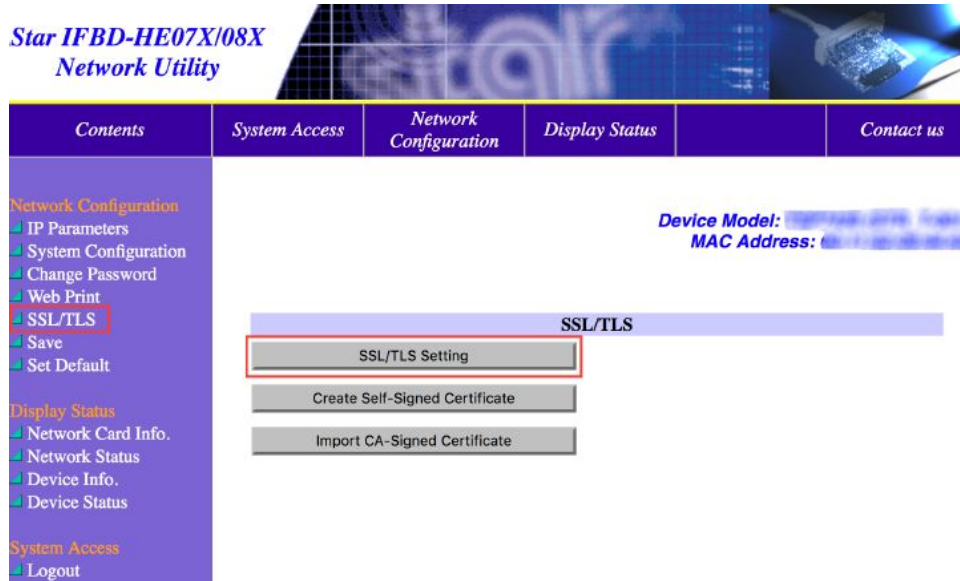 Star IFBD-HE07X/08X
Network Utility
star
Contents
System Access
Network
Configuration
Display Status
Contact us
Network Configuration
IP Parameters
System Configuration
Change Password
Web Print
SSL/TLS
Save
Set Default
Display Status
Network Card Info.
Network Status
Device Info.
Device Status
System Access
Logout
Device Model:
MAC Address:
SSL/TLS
SSL/TLS Setting
Create Self-Signed Certificate
Import CA-Signed Certificate